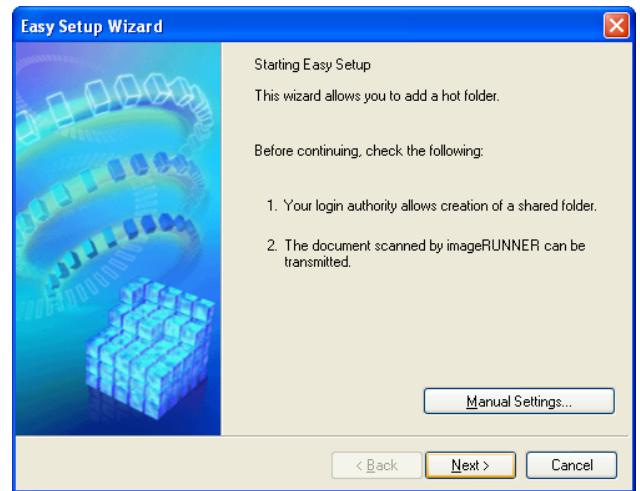 Easy Setup Wizard
Starting Easy Setup
This wizard allows you to add a hot folder.
Before continuing, check the following:
1. Your login authority allows creation of a shared folder.
2. The document scanned by imageRUNNER can be
transmitted.
Manual Settings...
< Back
Next >
Cancel